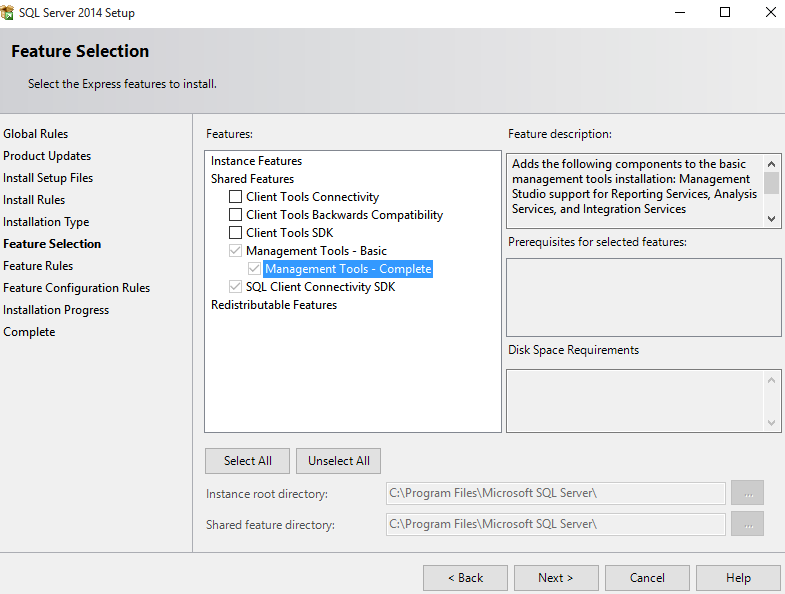 SQL Server 2014 Setup
Feature Selection
Select the Express features to install.
Global Rules
Product Updates
Install Setup Files
Install Rules
Installation Type
Feature Selection
Feature Rules
Feature Configuration Rules
Installation Progress
Complete
Features:
Instance Features
Shared Features
Client Tools Connectivity
Client Tools Backwards Compatibility
Client Tools SDK
Management Tools - Basic
Management Tools - Complete
SQL Client Connectivity SDK
Redistributable Features
Feature description:
Adds the following components to the basic
management tools installation: Management
Studio support for Reporting Services, Analysis
Services, and Integration Services
Prerequisites for selected features:
Disk Space Requirements
Select All
Unselect All
Instance root directory:
C:\Program Files\Microsoft SQL Server\
...
Shared feature directory:
C:\Program Files\Microsoft SQL Server\
...
< Back
Next >
Cancel
Help